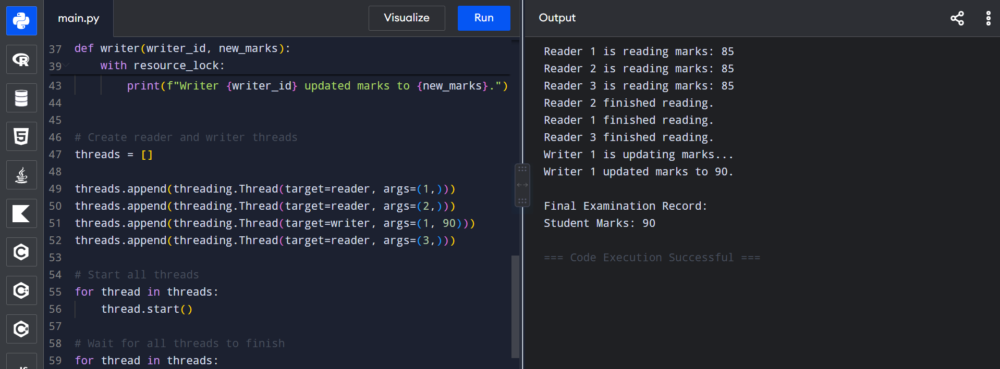 main.py
Visualize
Run
Output
37 def writer(writer_id, new_marks):
39 with resource_lock:
43 print(f"Writer {writer_id} updated marks to {new_marks}.")
44
45
46 # Create reader and writer threads
47 threads = []
48
49 threads.append(threading.Thread(target=reader, args=(1,)))
50 threads.append(threading.Thread(target=reader, args=(2,)))
51 threads.append(threading.Thread(target=writer, args=(1, 90)))
52 threads.append(threading.Thread(target=reader, args=(3,)))
53
54 # Start all threads
55 for thread in threads:
56 thread.start()
57
58 # Wait for all threads to finish
59 for thread in threads:
Reader 1 is reading marks: 85
Reader 2 is reading marks: 85
Reader 3 is reading marks: 85
Reader 2 finished reading.
Reader 1 finished reading.
Reader 3 finished reading.
Writer 1 is updating marks...
Writer 1 updated marks to 90.
Final Examination Record:
Student Marks: 90
=== Code Execution Successful ===
R
5
C
C++
C#